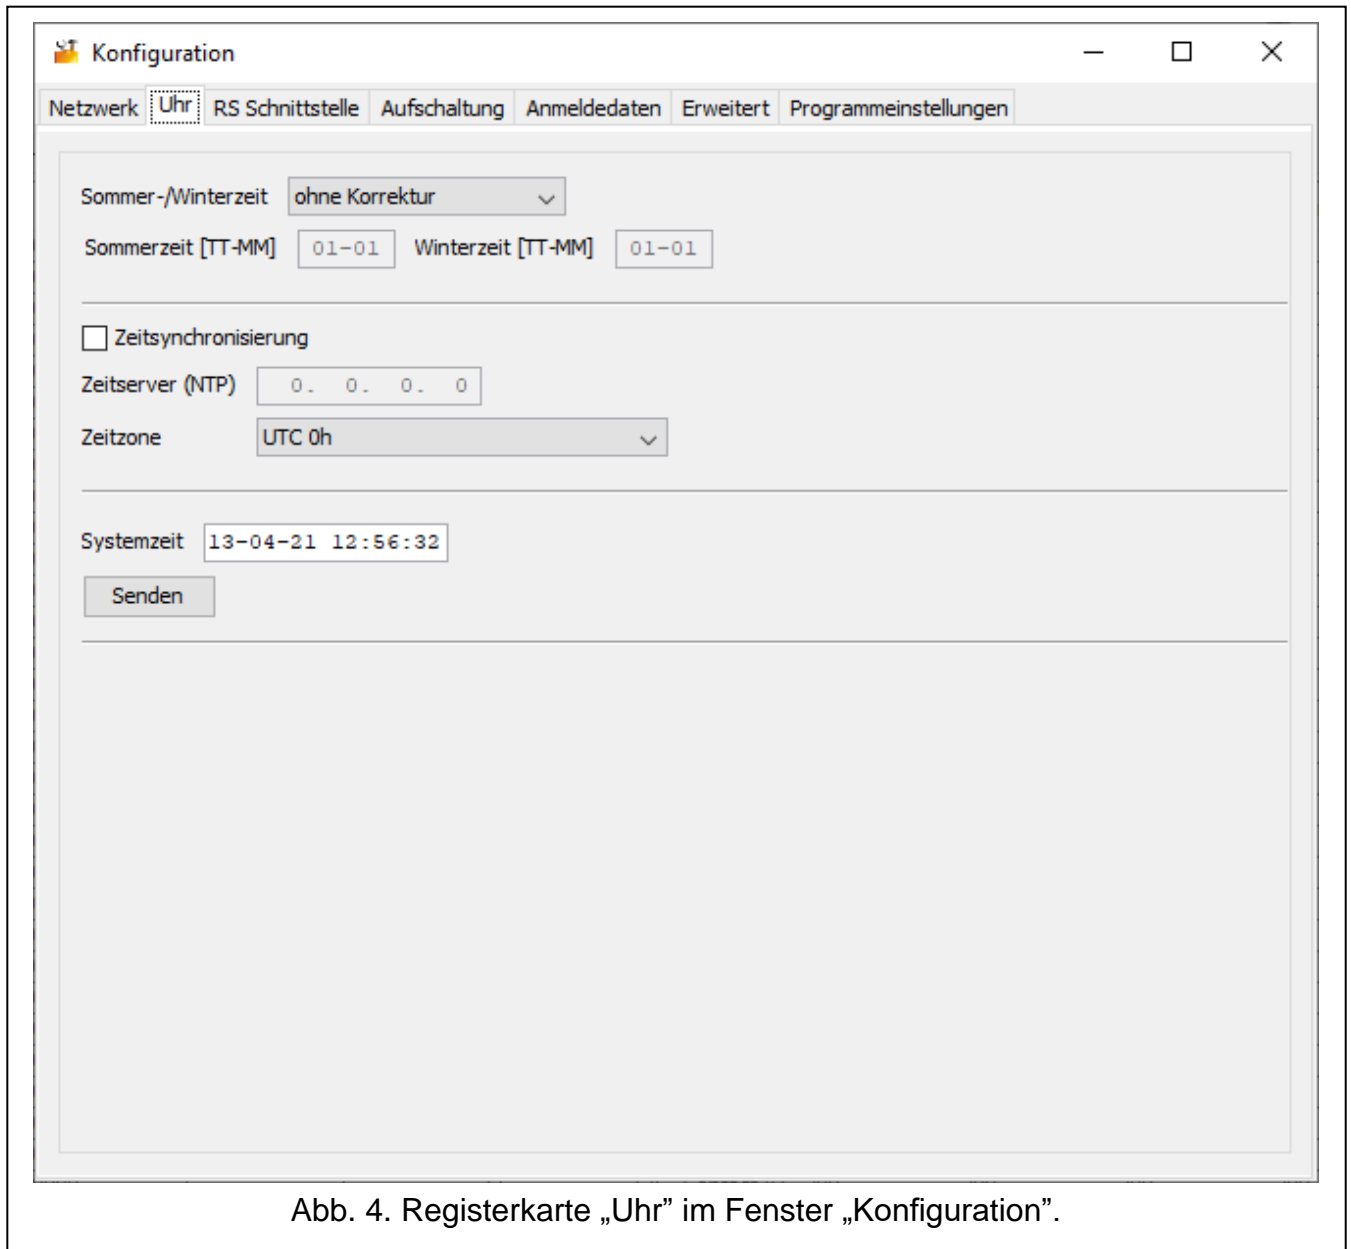 Konfiguration
Netzwerk Uhr RS Schnittstelle Aufschaltung Anmeldedaten Erweitert Programmeinstellungen
Sommer-/Winterzeit ohne Korrektur
Sommerzeit [TT-MM] 01-01 Winterzeit [TT-MM] 01-01
Zeitsynchronisierung
Zeitserver (NTP) 0. 0. 0. 0
Zeitzone UTC 0h
Systemzeit 13-04-21 12:56:32
Senden
Abb. 4. Registerkarte „Uhr” im Fenster „Konfiguration”.